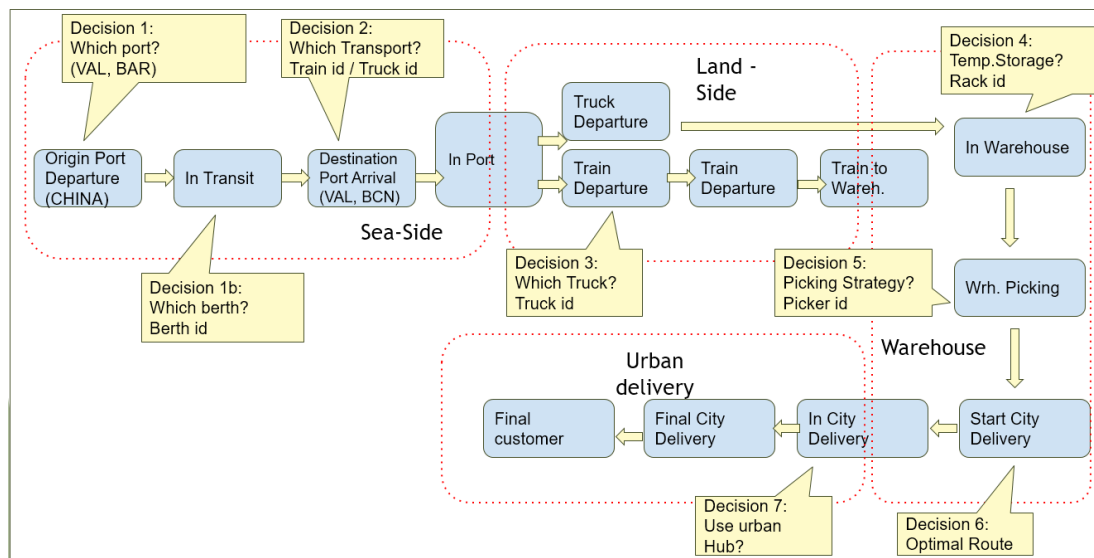 Decision 1:
Which port?
(VAL, BAR)
Decision 2:
Which Transport?
Train id / Truck id
Land -
Side
Decision 4:
Temp.Storage?
Rack id
Truck
Departure
Origin Port
Departure
(CHINA)
In Transit
Destination
Port Arrival
(VAL, BCN)
In Port
Train
Departure
Train
Departure
Train to
Wareh.
In Warehouse
Sea-Side
Decision 1b:
Which berth?
Berth id
Decision 3:
Which Truck?
Truck id
Decision 5:
Picking Strategy?
Picker id
Wrh. Picking
Urban
delivery
Warehouse
Final
customer
Final City
Delivery
In City
Delivery
Start City
Delivery
Decision 7:
Use urban
Hub?
Decision 6:
Optimal Route